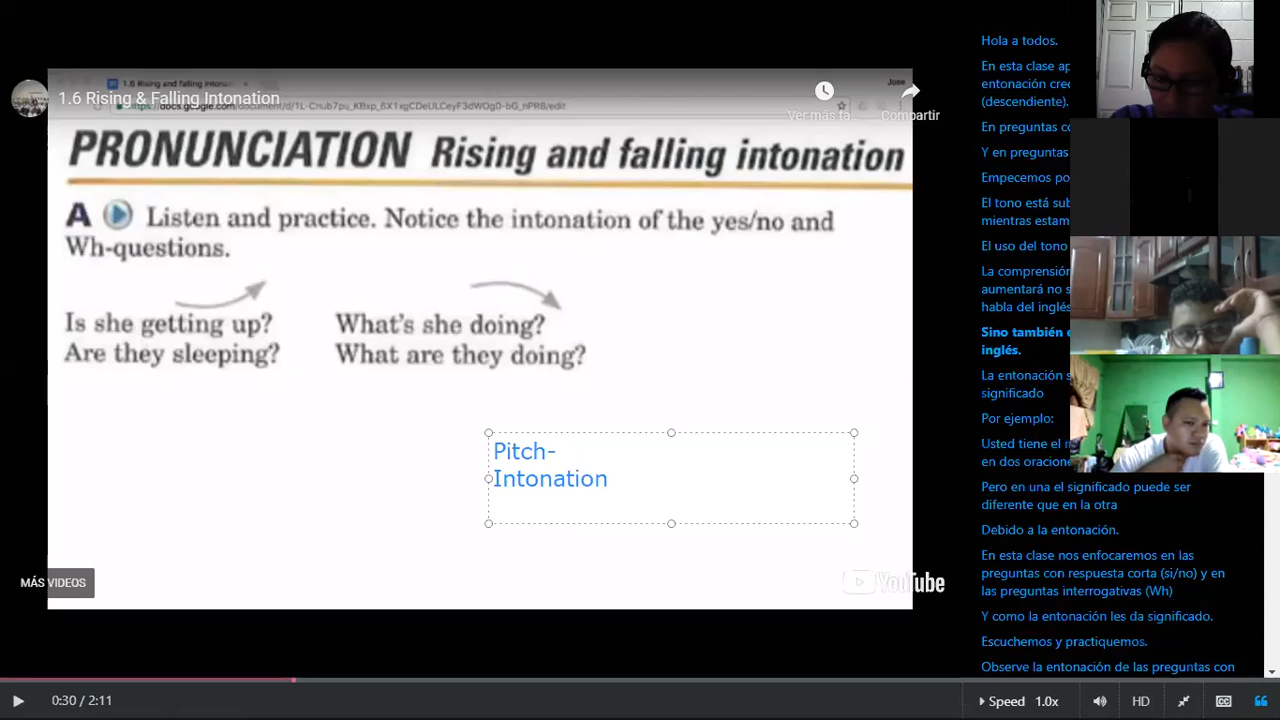 1.6 Rising & Falling Intonation
Ver más ta...
Compartir
PRONUNCIATION Rising and falling intonation
A Listen and practice. Notice the intonation of the yes/no and
Wh-questions.
Is she getting up?
Are they sleeping?
What's she doing?
What are they doing?
Pitch-
Intonation
MÁS VIDEOS
YouTube
0:30 / 2:11
Speed 1.0x
HD
CC
Hola a todos.
En esta clase
entonación
(descendiente).
En preguntas
Y en preguntas
Empecemos
El tono está
mientras
El uso del tono
La comprensión
aumentará no
habla del inglés
Sino también
inglés.
La entonación
significado
Por ejemplo:
Usted tiene el
en dos
Pero en una el significado puede ser
diferente que en la otra
Debido a la entonación.
En esta clase nos enfocaremos en las
preguntas con respuesta corta (si/no) y en
las preguntas interrogativas (Wh)
Y como la entonación les da significado.
Escuchemos y practiquemos.
Observe la entonación de las preguntas con